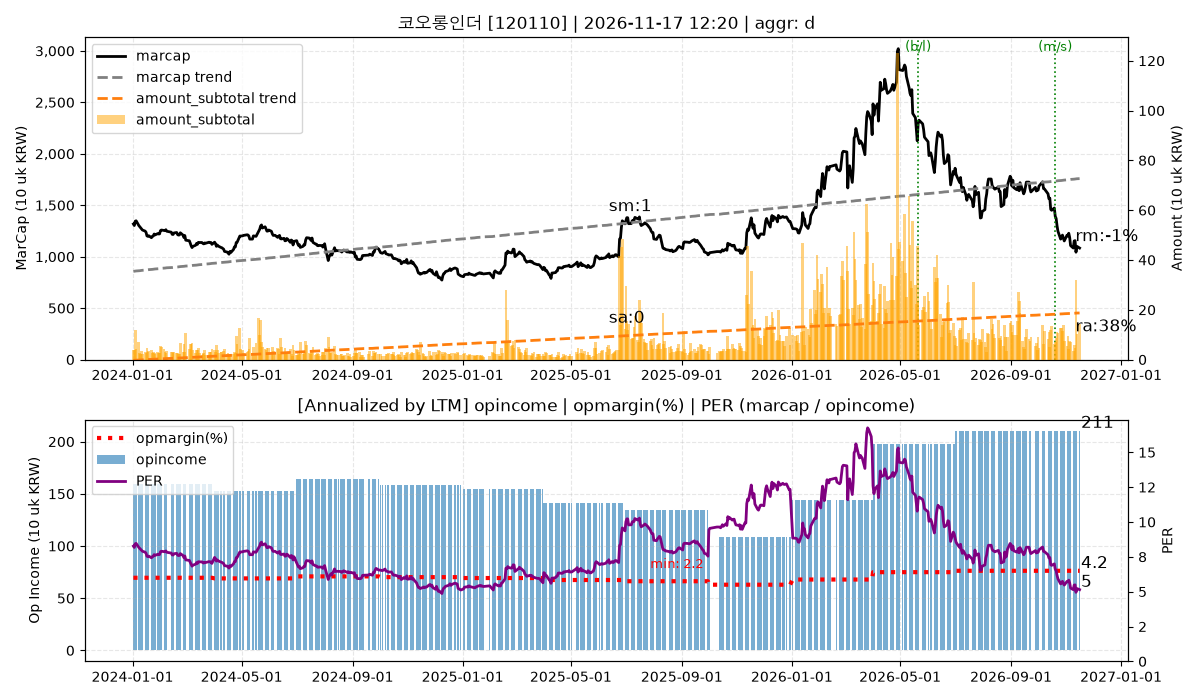 코오롱인더 [120110] | 2026-11-17 12:20 | aggr: d
marcap
marcap trend
amount_subtotal trend
amount_subtotal
(b/l)
(m/s)
sm:1
sa:0
rm:-1%
ra:38%
MarCap (10 uk KRW)
3,000
2,500
2,000
1,500
1,000
500
0
Amount (10 uk KRW)
120
100
80
60
40
20
0
2024-01-01 2024-05-01 2024-09-01 2025-01-01 2025-05-01 2025-09-01 2026-01-01 2026-05-01 2026-09-01 2027-01-01
[Annualized by LTM] opincome | opmargin(%) | PER (marcap / opincome)
opmargin(%)
opincome
PER
211
min: 2.2
4.2
5
Op Income (10 uk KRW)
200
150
100
50
0
PER
15
12
10
8
5
2
0
2024-01-01 2024-05-01 2024-09-01 2025-01-01 2025-05-01 2025-09-01 2026-01-01 2026-05-01 2026-09-01 2027-01-01